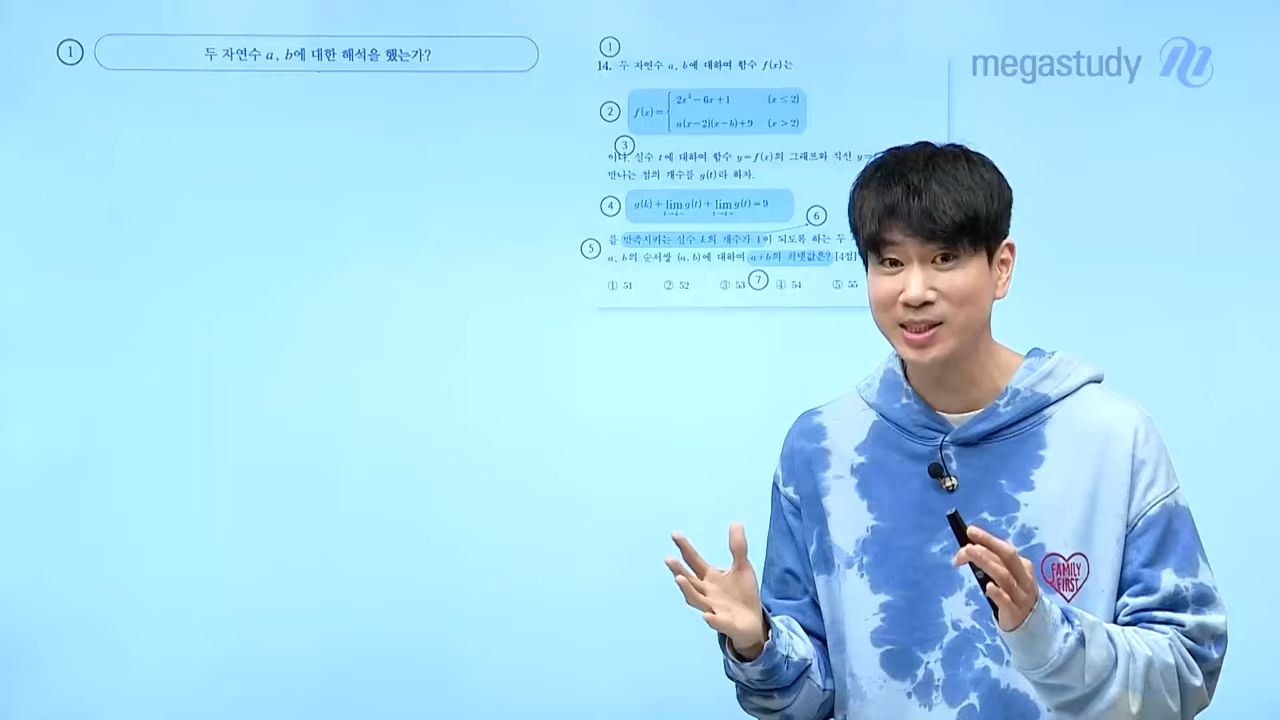 ① 두 자연수 a, b에 대한 해석을 했는가?
①
14. 두 자연수 a, b에 대하여 함수 f(x)는
② f(x)= { 2x³−6x+1 (x≤2)
a(x−2)(x−b)+9 (x>2)
③
이다. 실수 t에 대하여 함수 y=f(x)의 그래프와 직선 y=
만나는 점의 개수를 g(t)라 하자.
④ g(k)+lim g(t)+lim g(t)=9
t→k− t→k+
⑥
⑤ 를 만족시키는 실수 k의 개수가 1이 되도록 하는 두
a, b의 순서쌍 (a, b)에 대하여 a+b의 최댓값은? [4점]
⑦
① 51 ② 52 ③ 53 ④ 54 ⑤ 55
megastudy
FAMILY
FIRST